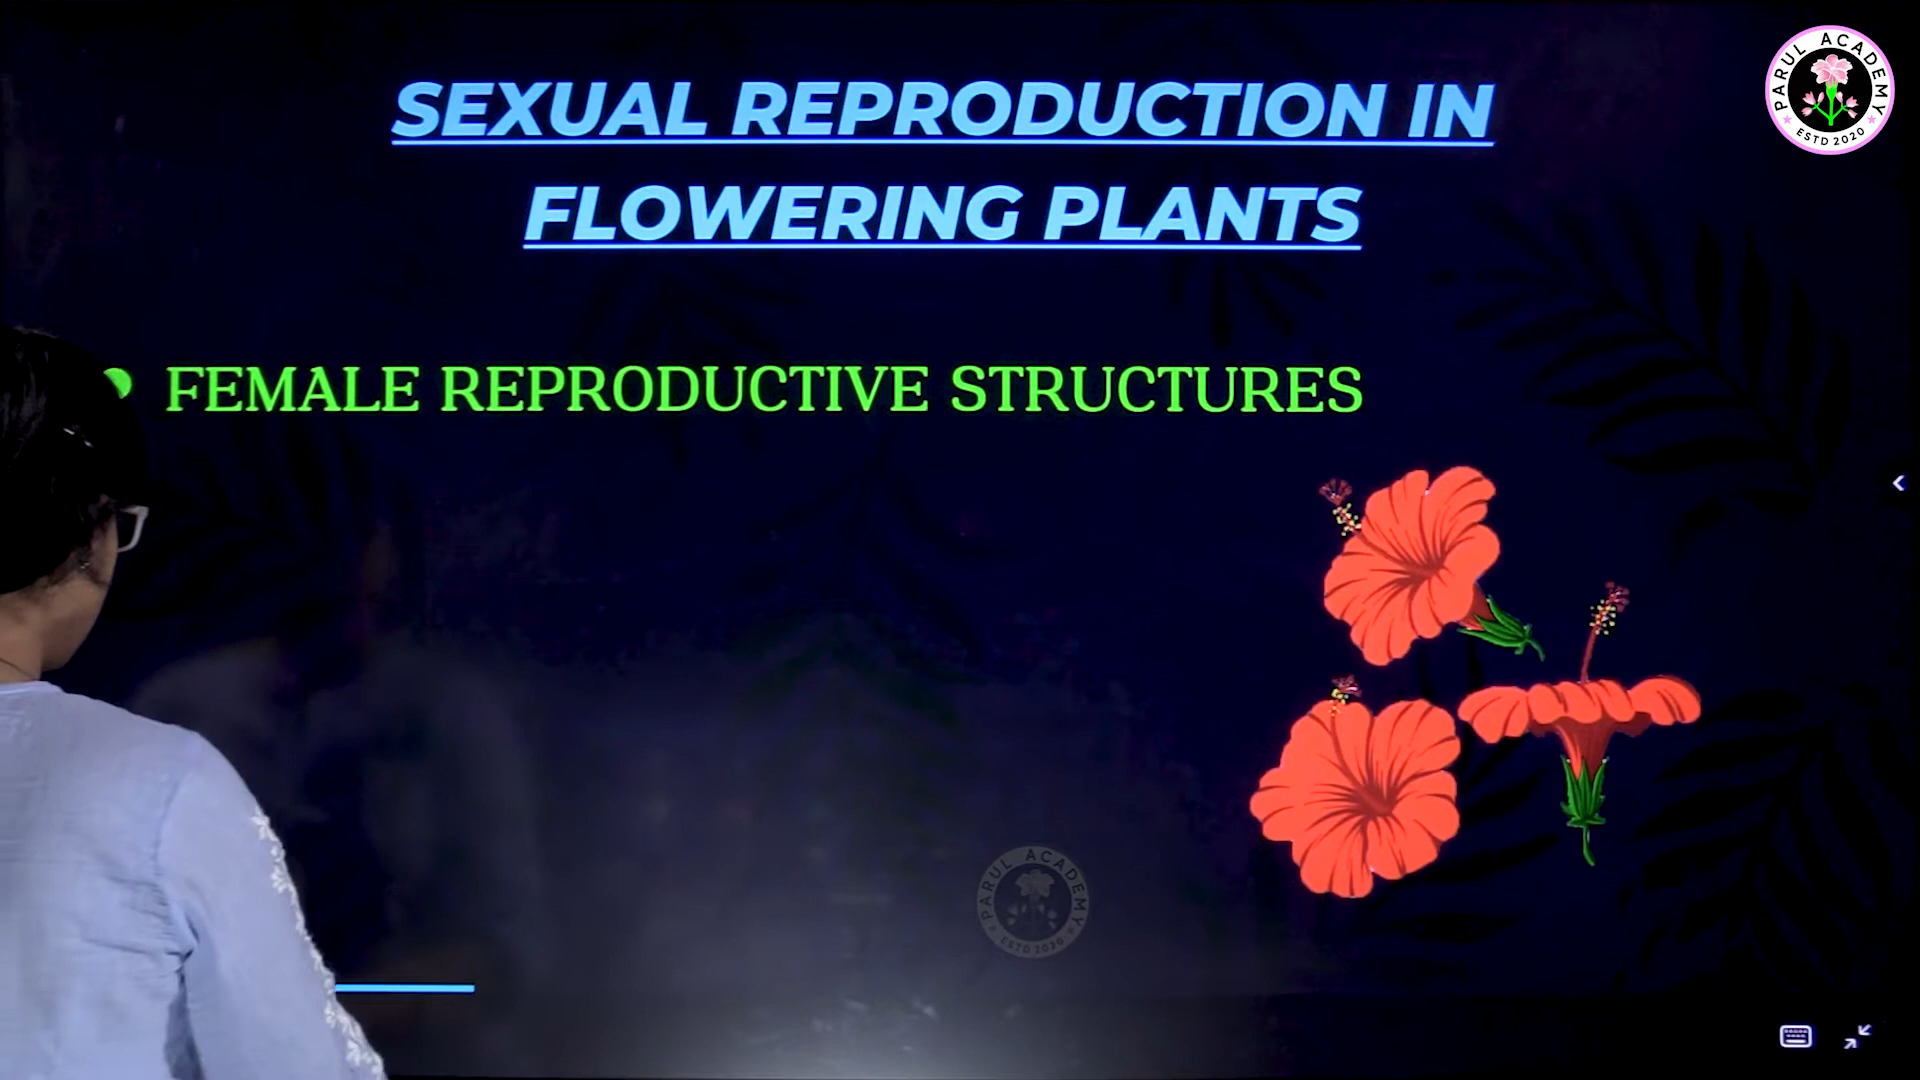 SEXUAL REPRODUCTION IN
FLOWERING PLANTS
FEMALE REPRODUCTIVE STRUCTURES
PARUL ACADEMY
ESTD 2020
PARUL ACADEMY
ESTD 2020